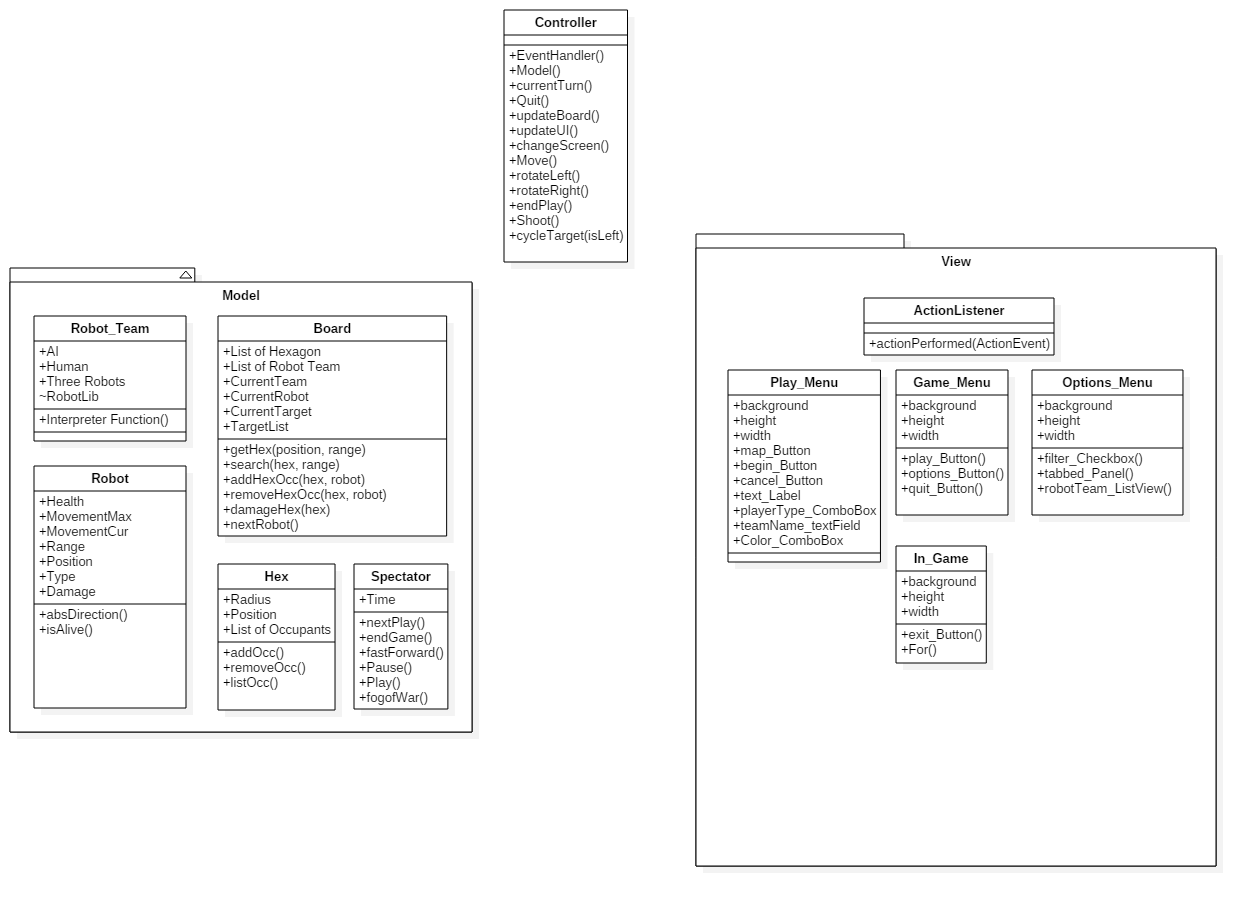 Controller
+EventHandler()
+Model()
+currentTurn()
+Quit()
+updateBoard()
+updateUI()
+changeScreen()
+Move()
+rotateLeft()
+rotateRight()
+endPlay()
+Shoot()
+cycleTarget(isLeft)
Model
Robot_Team
+AI
+Human
+Three Robots
~RobotLib
+Interpreter Function()
Board
+List of Hexagon
+List of Robot Team
+CurrentTeam
+CurrentRobot
+CurrentTarget
+TargetList
+getHex(position, range)
+search(hex, range)
+addHexOcc(hex, robot)
+removeHexOcc(hex, robot)
+damageHex(hex)
+nextRobot()
Robot
+Health
+MovementMax
+MovementCur
+Range
+Position
+Type
+Damage
+absDirection()
+isAlive()
Hex
+Radius
+Position
+List of Occupants
+addOcc()
+removeOcc()
+listOcc()
Spectator
+Time
+nextPlay()
+endGame()
+fastForward()
+Pause()
+Play()
+fogofWar()
View
ActionListener
+actionPerformed(ActionEvent)
Play_Menu
+background
+height
+width
+map_Button
+begin_Button
+cancel_Button
+text_Label
+playerType_ComboBox
+teamName_textField
+Color_ComboBox
Game_Menu
+background
+height
+width
+play_Button()
+options_Button()
+quit_Button()
Options_Menu
+background
+height
+width
+filter_Checkbox()
+tabbed_Panel()
+robotTeam_ListView()
In_Game
+background
+height
+width
+exit_Button()
+For()